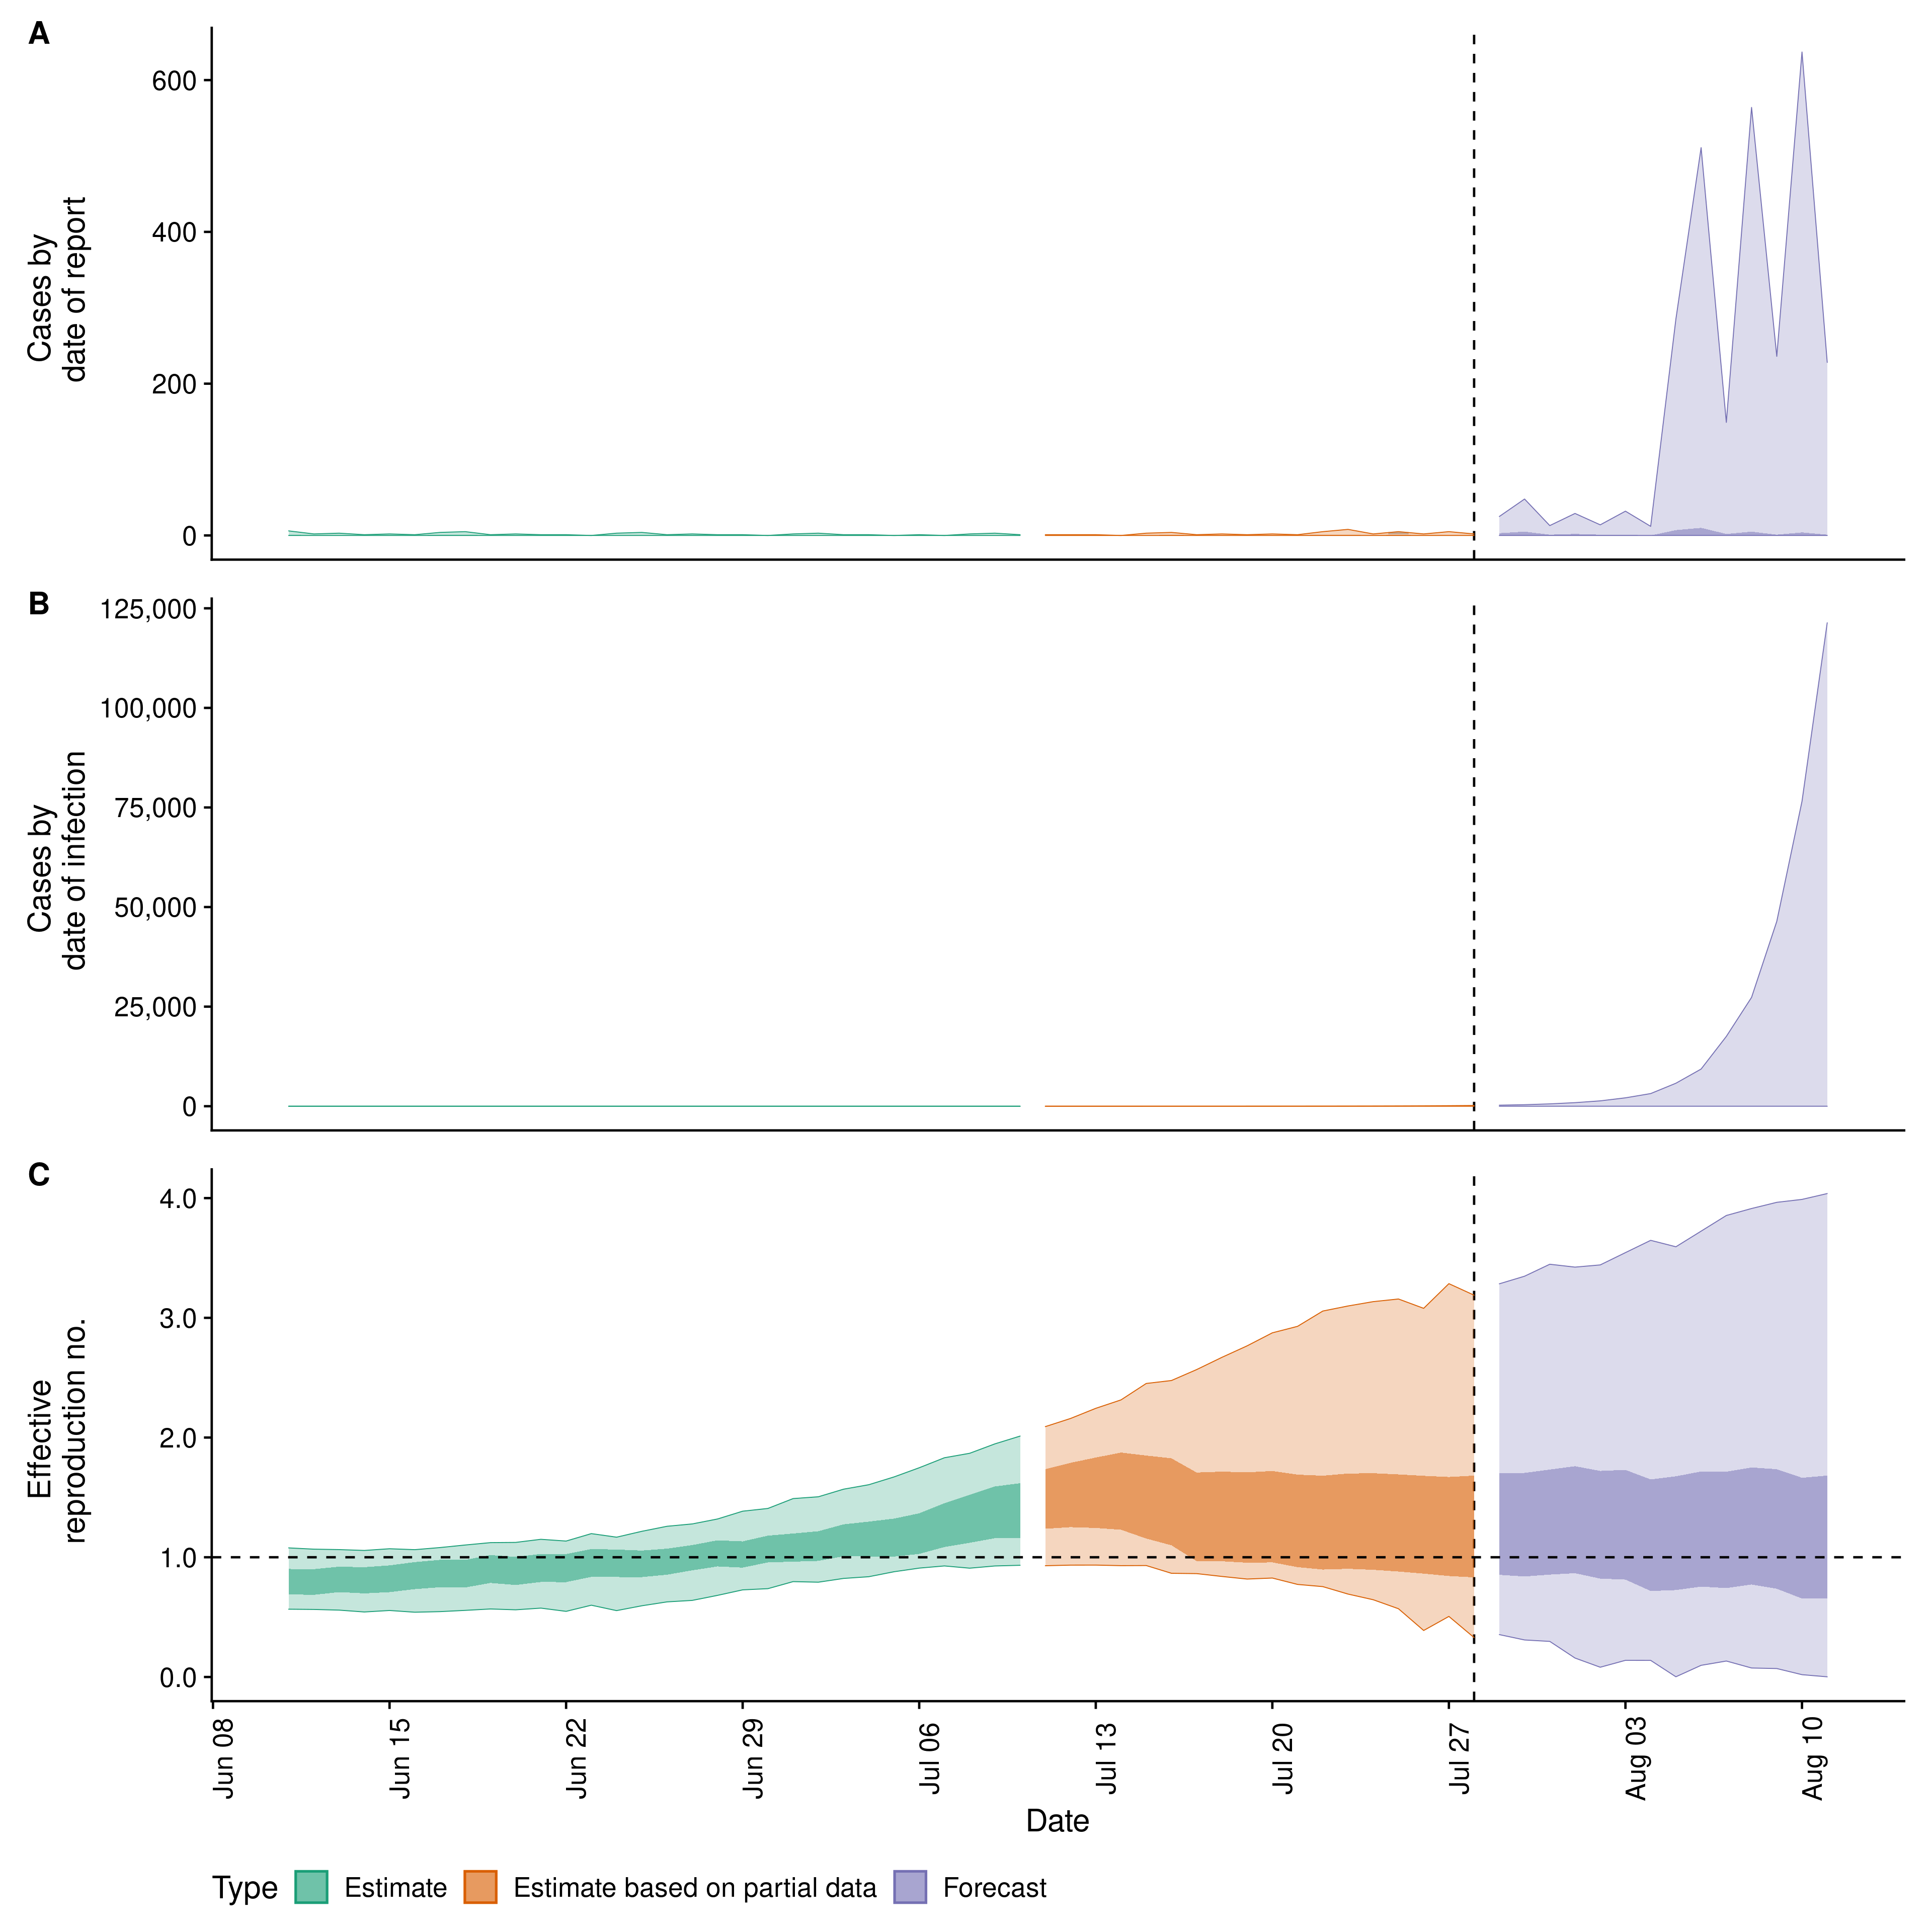 A
600
400
200
0
Cases by
date of report
B
125,000
100,000
75,000
50,000
25,000
0
Cases by
date of infection
C
4.0
3.0
2.0
1.0
0.0
Effective
reproduction no.
Jun 08
Jun 15
Jun 22
Jun 29
Jul 06
Jul 13
Jul 20
Jul 27
Aug 03
Aug 10
Date
Type Estimate Estimate based on partial data Forecast